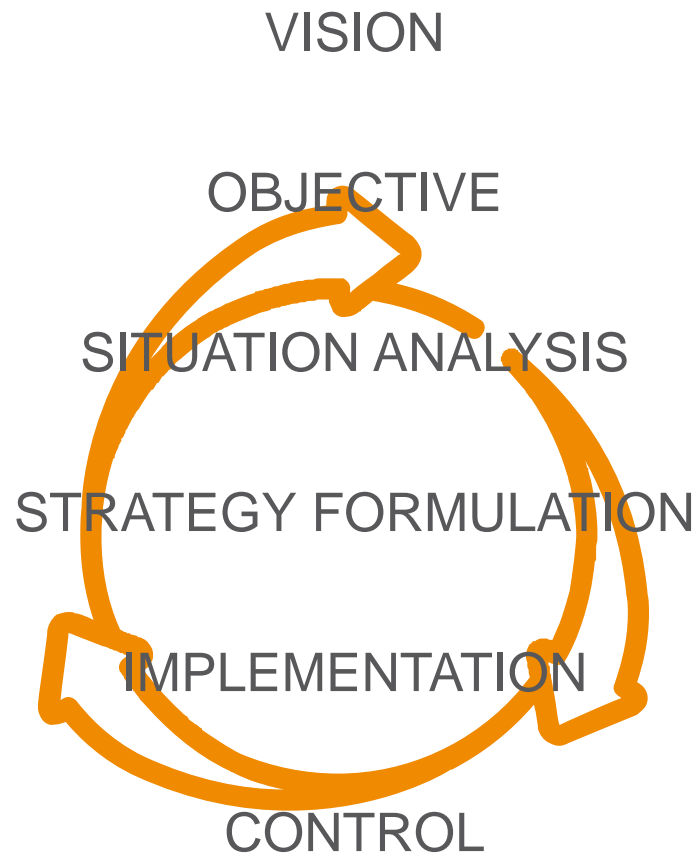 VISION
OBJECTIVE
SITUATION ANALYSIS
STRATEGY FORMULATION
IMPLEMENTATION
CONTROL